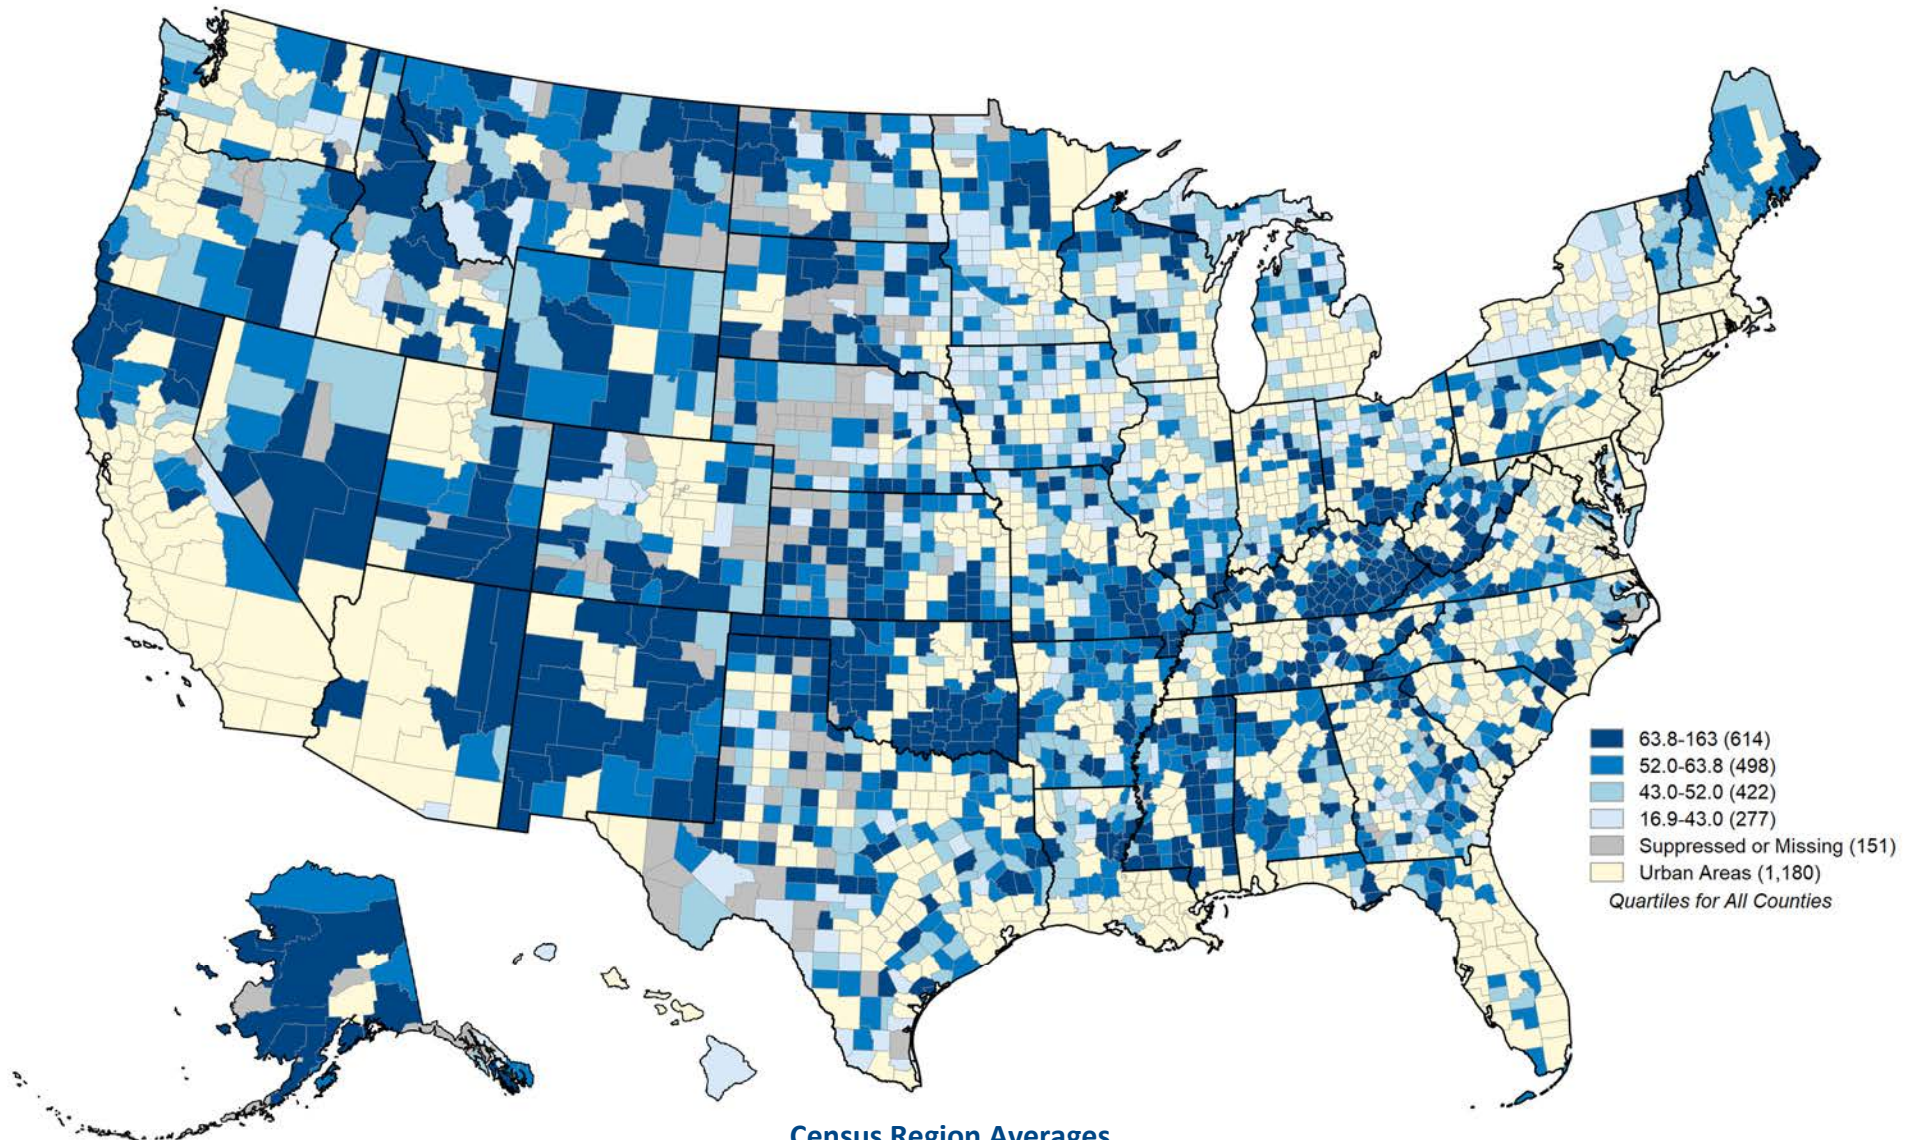 63.8-163 (614)
52.0-63.8 (498)
43.0-52.0 (422)
16.9-43.0 (277)
Suppressed or Missing (151)
Urban Areas (1,180)
Quartiles for All Counties
Census Region Averages